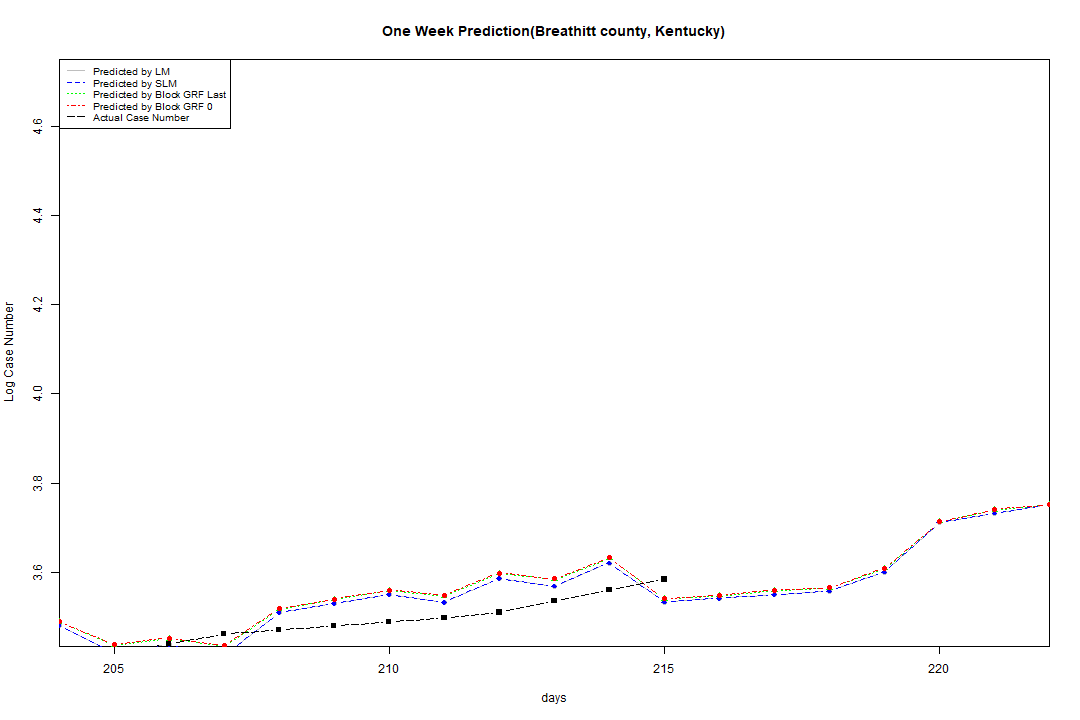 One Week Prediction(Breathitt county, Kentucky)
Predicted by LM
Predicted by SLM
Predicted by Block GRF Last
Predicted by Block GRF 0
Actual Case Number
4.6
4.4
4.2
4.0
3.8
3.6
Log Case Number
205 210 215 220
days